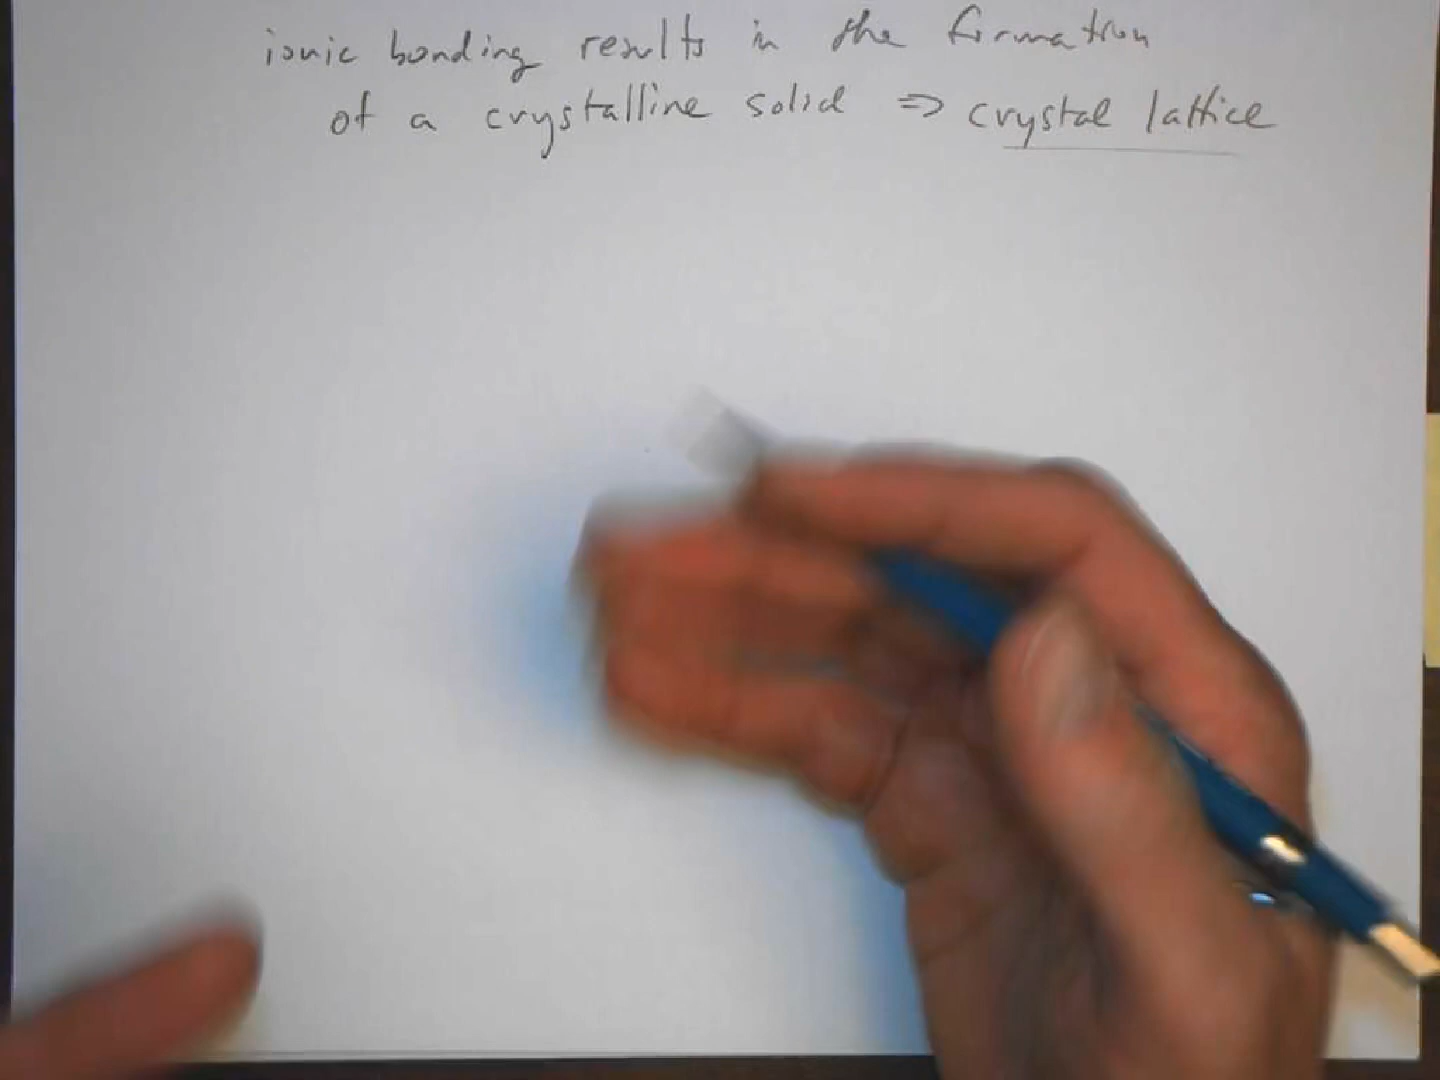 ionic bonding results in the formation
of a crystalline solid ⇒ crystal lattice